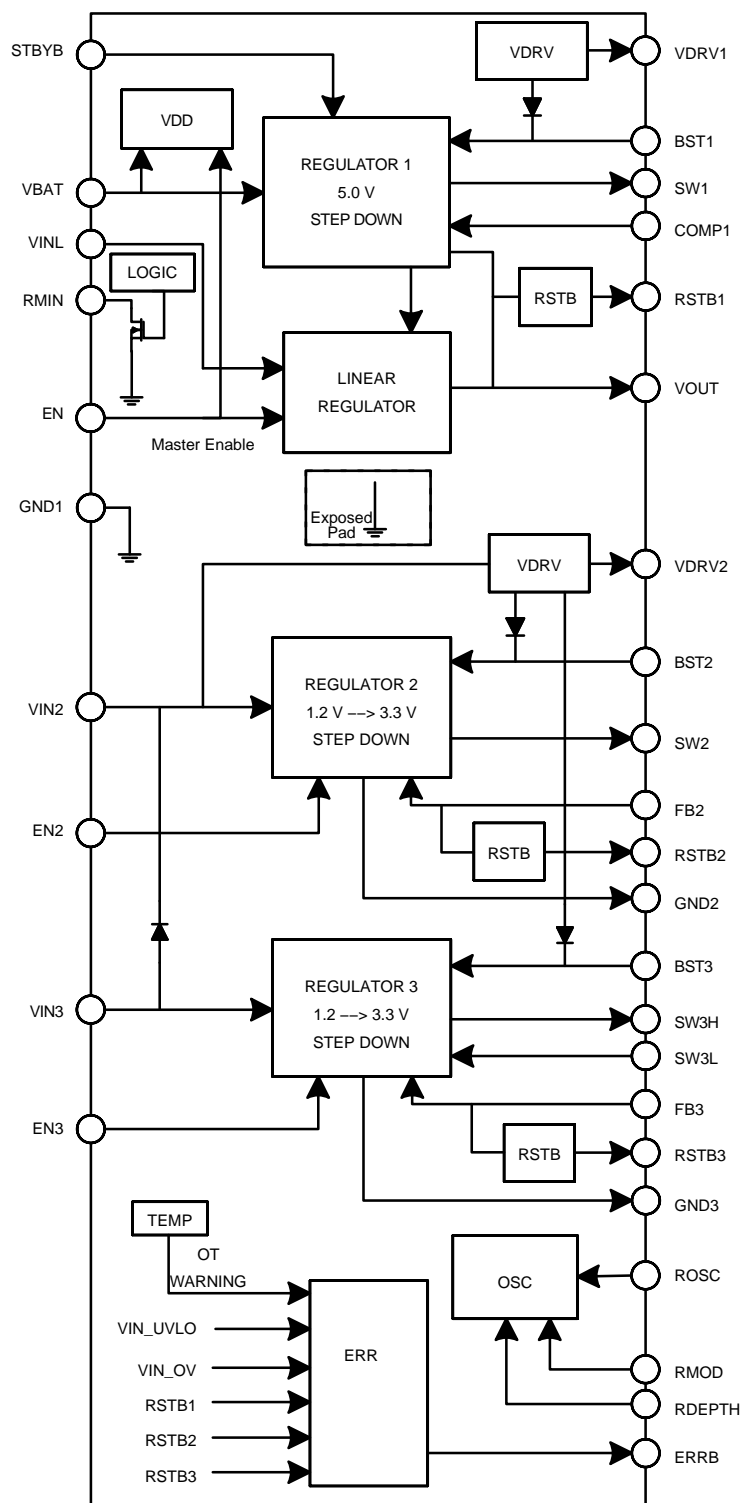 STBYB
VDRV
VDRV1
VDD
BST1
REGULATOR 1
5.0 V
STEP DOWN
VBAT
SW1
COMP1
VINL
LOGIC
RMIN
RSTB
RSTB1
LINEAR
REGULATOR
VOUT
EN
Master Enable
GND1
Exposed
Pad
VDRV
VDRV2
BST2
REGULATOR 2
1.2 V −−> 3.3 V
STEP DOWN
VIN2
SW2
FB2
EN2
RSTB
RSTB2
GND2
BST3
REGULATOR 3
1.2 −−> 3.3 V
STEP DOWN
VIN3
SW3H
SW3L
FB3
EN3
RSTB
RSTB3
GND3
TEMP
OT
WARNING
OSC
ROSC
VIN_UVLO
ERR
VIN_OV
RMOD
RSTB1
RDEPTH
RSTB2
ERRB
RSTB3